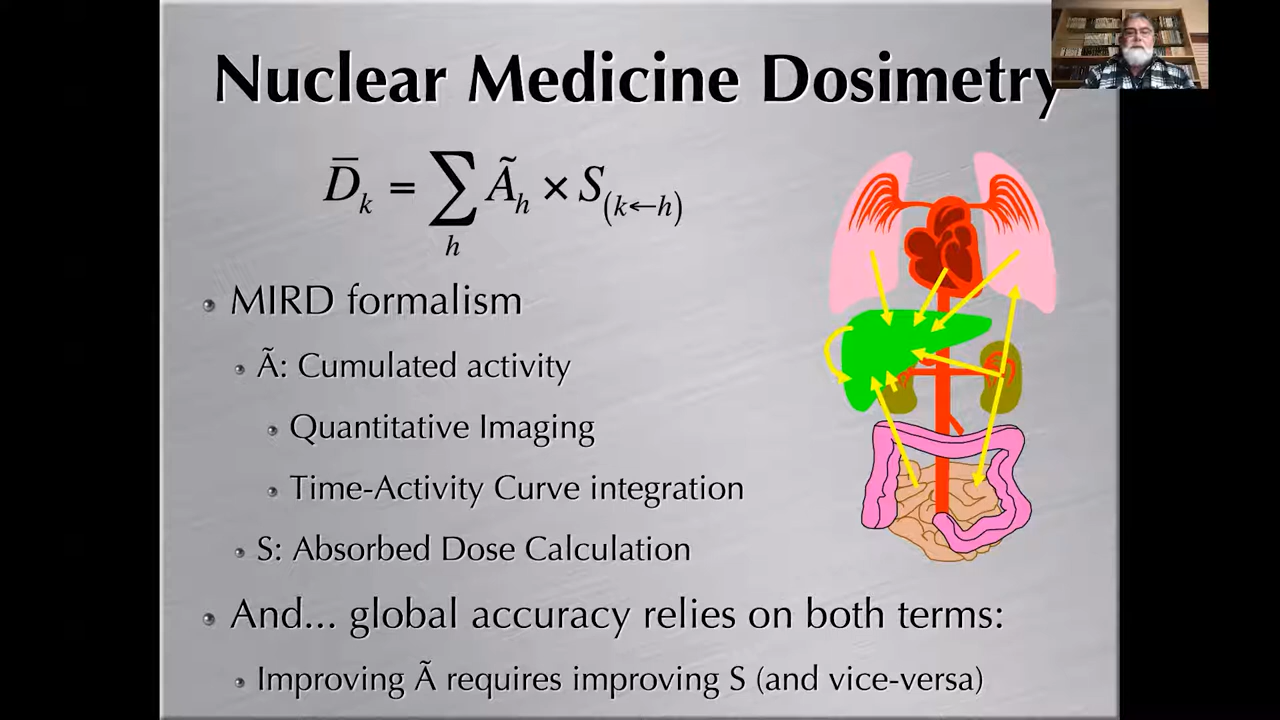 Nuclear Medicine Dosimetry
D̄ₖ = ∑ₕ Ãₕ × S₍ₖ←ₕ₎
MIRD formalism
Ã: Cumulated activity
Quantitative Imaging
Time-Activity Curve integration
S: Absorbed Dose Calculation
And... global accuracy relies on both terms:
Improving Ã requires improving S (and vice-versa)